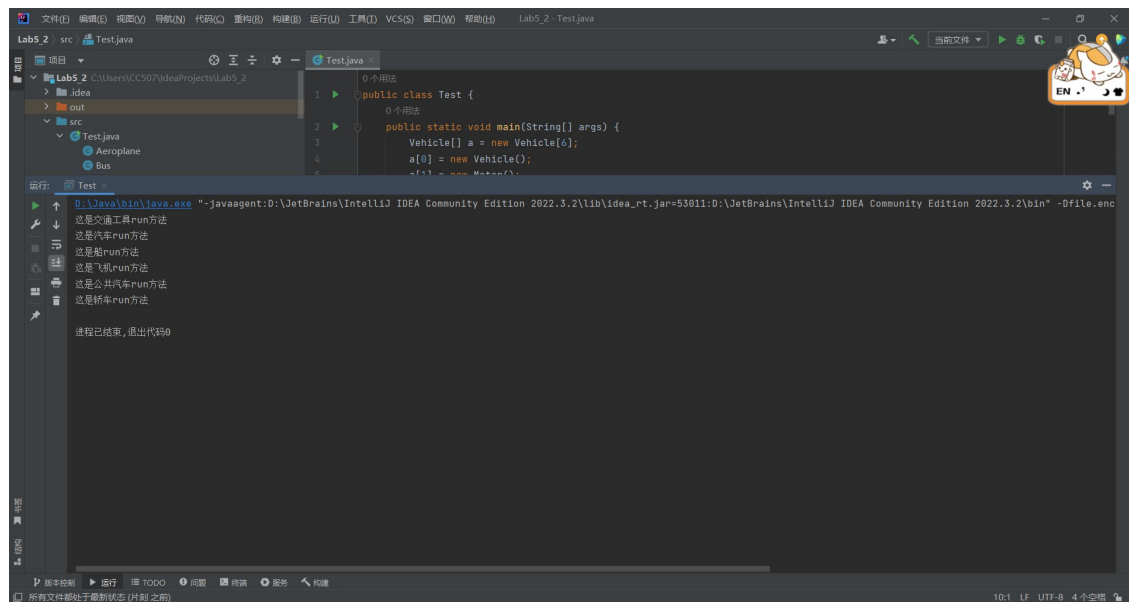 文件(F) 编辑(E) 视图(V) 导航(N) 代码(C) 重构(R) 构建(B) 运行(U) 工具(T) VCS(S) 窗口(W) 帮助(H) Lab5_2 - Test.java
Lab5_2 src Test.java 当前文件
项目 Test.java
Lab5_2 C:\Users\CC507\IdeaProjects\Lab5_2
.idea
out
src
Test.java
Aeroplane
Bus
0个用法
1 public class Test {
0个用法
2 public static void main(String[] args) {
3 Vehicle[] a = new Vehicle[6];
4 a[0] = new Vehicle();
5 a[1] = new Motor();
EN
运行: Test
D:\Java\bin\java.exe "-javaagent:D:\JetBrains\IntelliJ IDEA Community Edition 2022.3.2\lib\idea_rt.jar=53011:D:\JetBrains\IntelliJ IDEA Community Edition 2022.3.2\bin" -Dfile.enc
这是交通工具run方法
这是汽车run方法
这是船run方法
这是飞机run方法
这是公共汽车run方法
这是轿车run方法
进程已结束,退出代码0
项目
书签
结构
版本控制 运行 TODO 问题 终端 服务 构建
所有文件都处于最新状态 (片刻 之前) 10:1 LF UTF-8 4 个空格